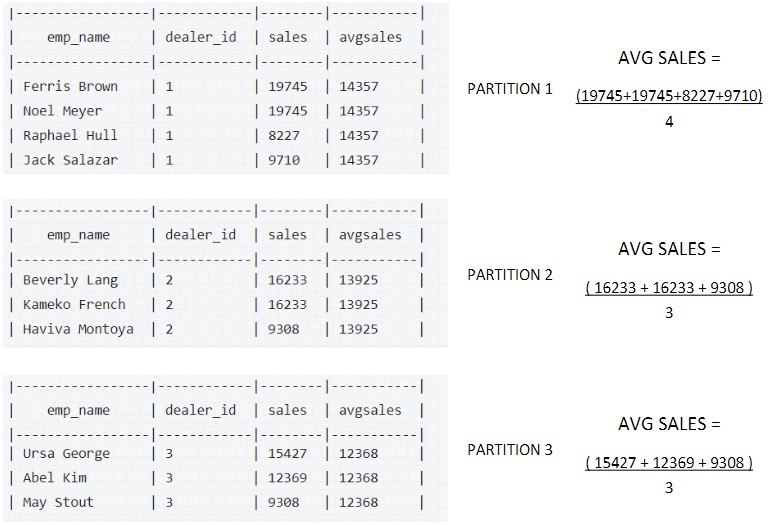 |-----------------|------------|--------|-----------|
| emp_name | dealer_id | sales | avgsales |
|-----------------|------------|--------|-----------|
| Ferris Brown | 1 | 19745 | 14357 |
| Noel Meyer | 1 | 19745 | 14357 |
| Raphael Hull | 1 | 8227 | 14357 |
| Jack Salazar | 1 | 9710 | 14357 |
PARTITION 1
AVG SALES =
(19745+19745+8227+9710)
4
|-----------------|------------|--------|-----------|
| emp_name | dealer_id | sales | avgsales |
|-----------------|------------|--------|-----------|
| Beverly Lang | 2 | 16233 | 13925 |
| Kameko French | 2 | 16233 | 13925 |
| Haviva Montoya | 2 | 9308 | 13925 |
PARTITION 2
AVG SALES =
( 16233 + 16233 + 9308 )
3
|-----------------|------------|--------|-----------|
| emp_name | dealer_id | sales | avgsales |
|-----------------|------------|--------|-----------|
| Ursa George | 3 | 15427 | 12368 |
| Abel Kim | 3 | 12369 | 12368 |
| May Stout | 3 | 9308 | 12368 |
PARTITION 3
AVG SALES =
( 15427 + 12369 + 9308 )
3